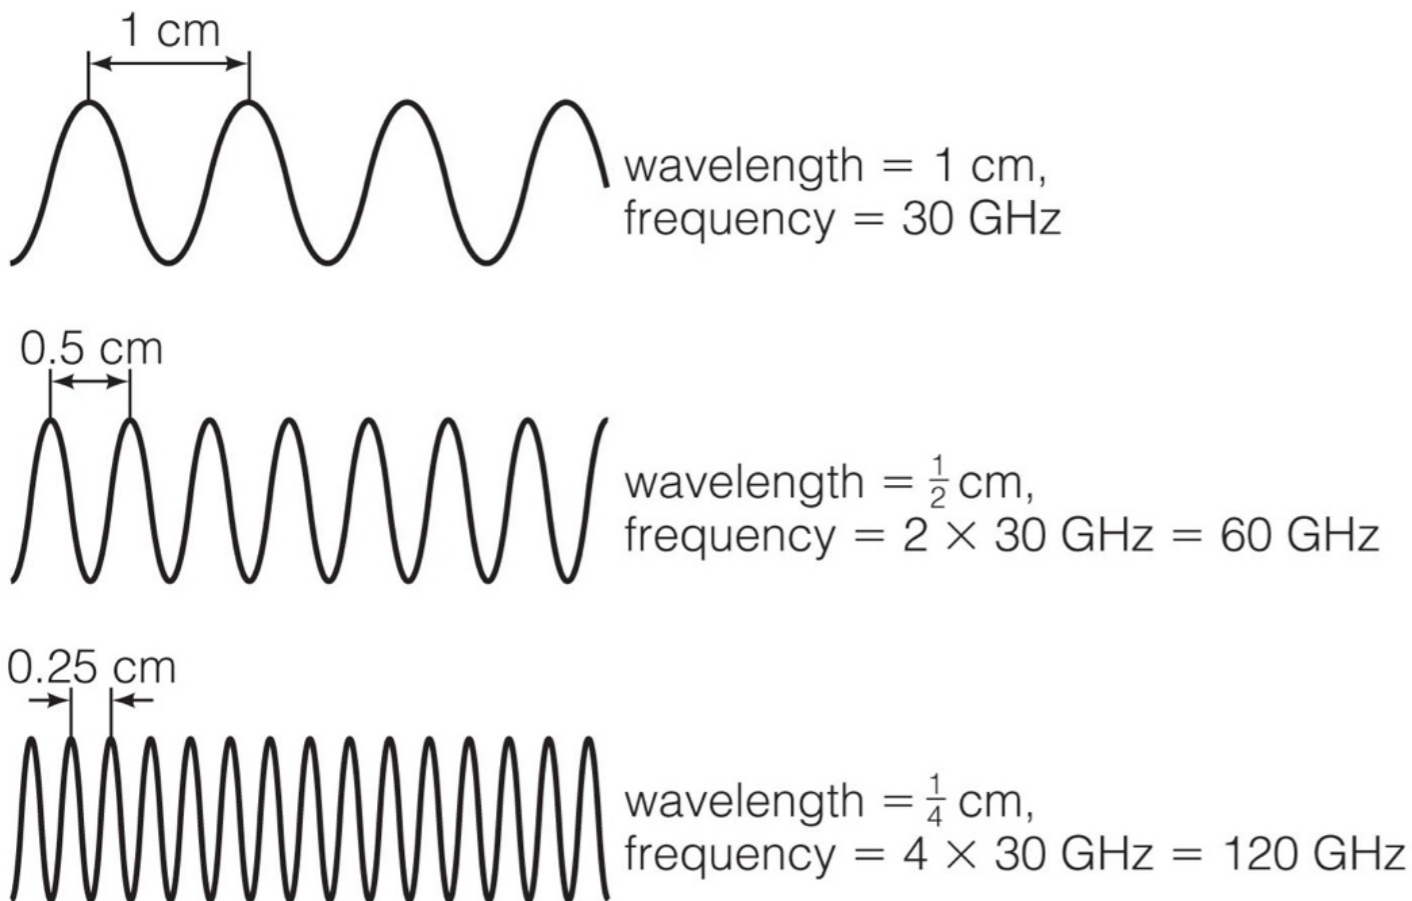 1 cm
wavelength = 1 cm,
frequency = 30 GHz
0.5 cm
wavelength = 1/2 cm,
frequency = 2 × 30 GHz = 60 GHz
0.25 cm
wavelength = 1/4 cm,
frequency = 4 × 30 GHz = 120 GHz